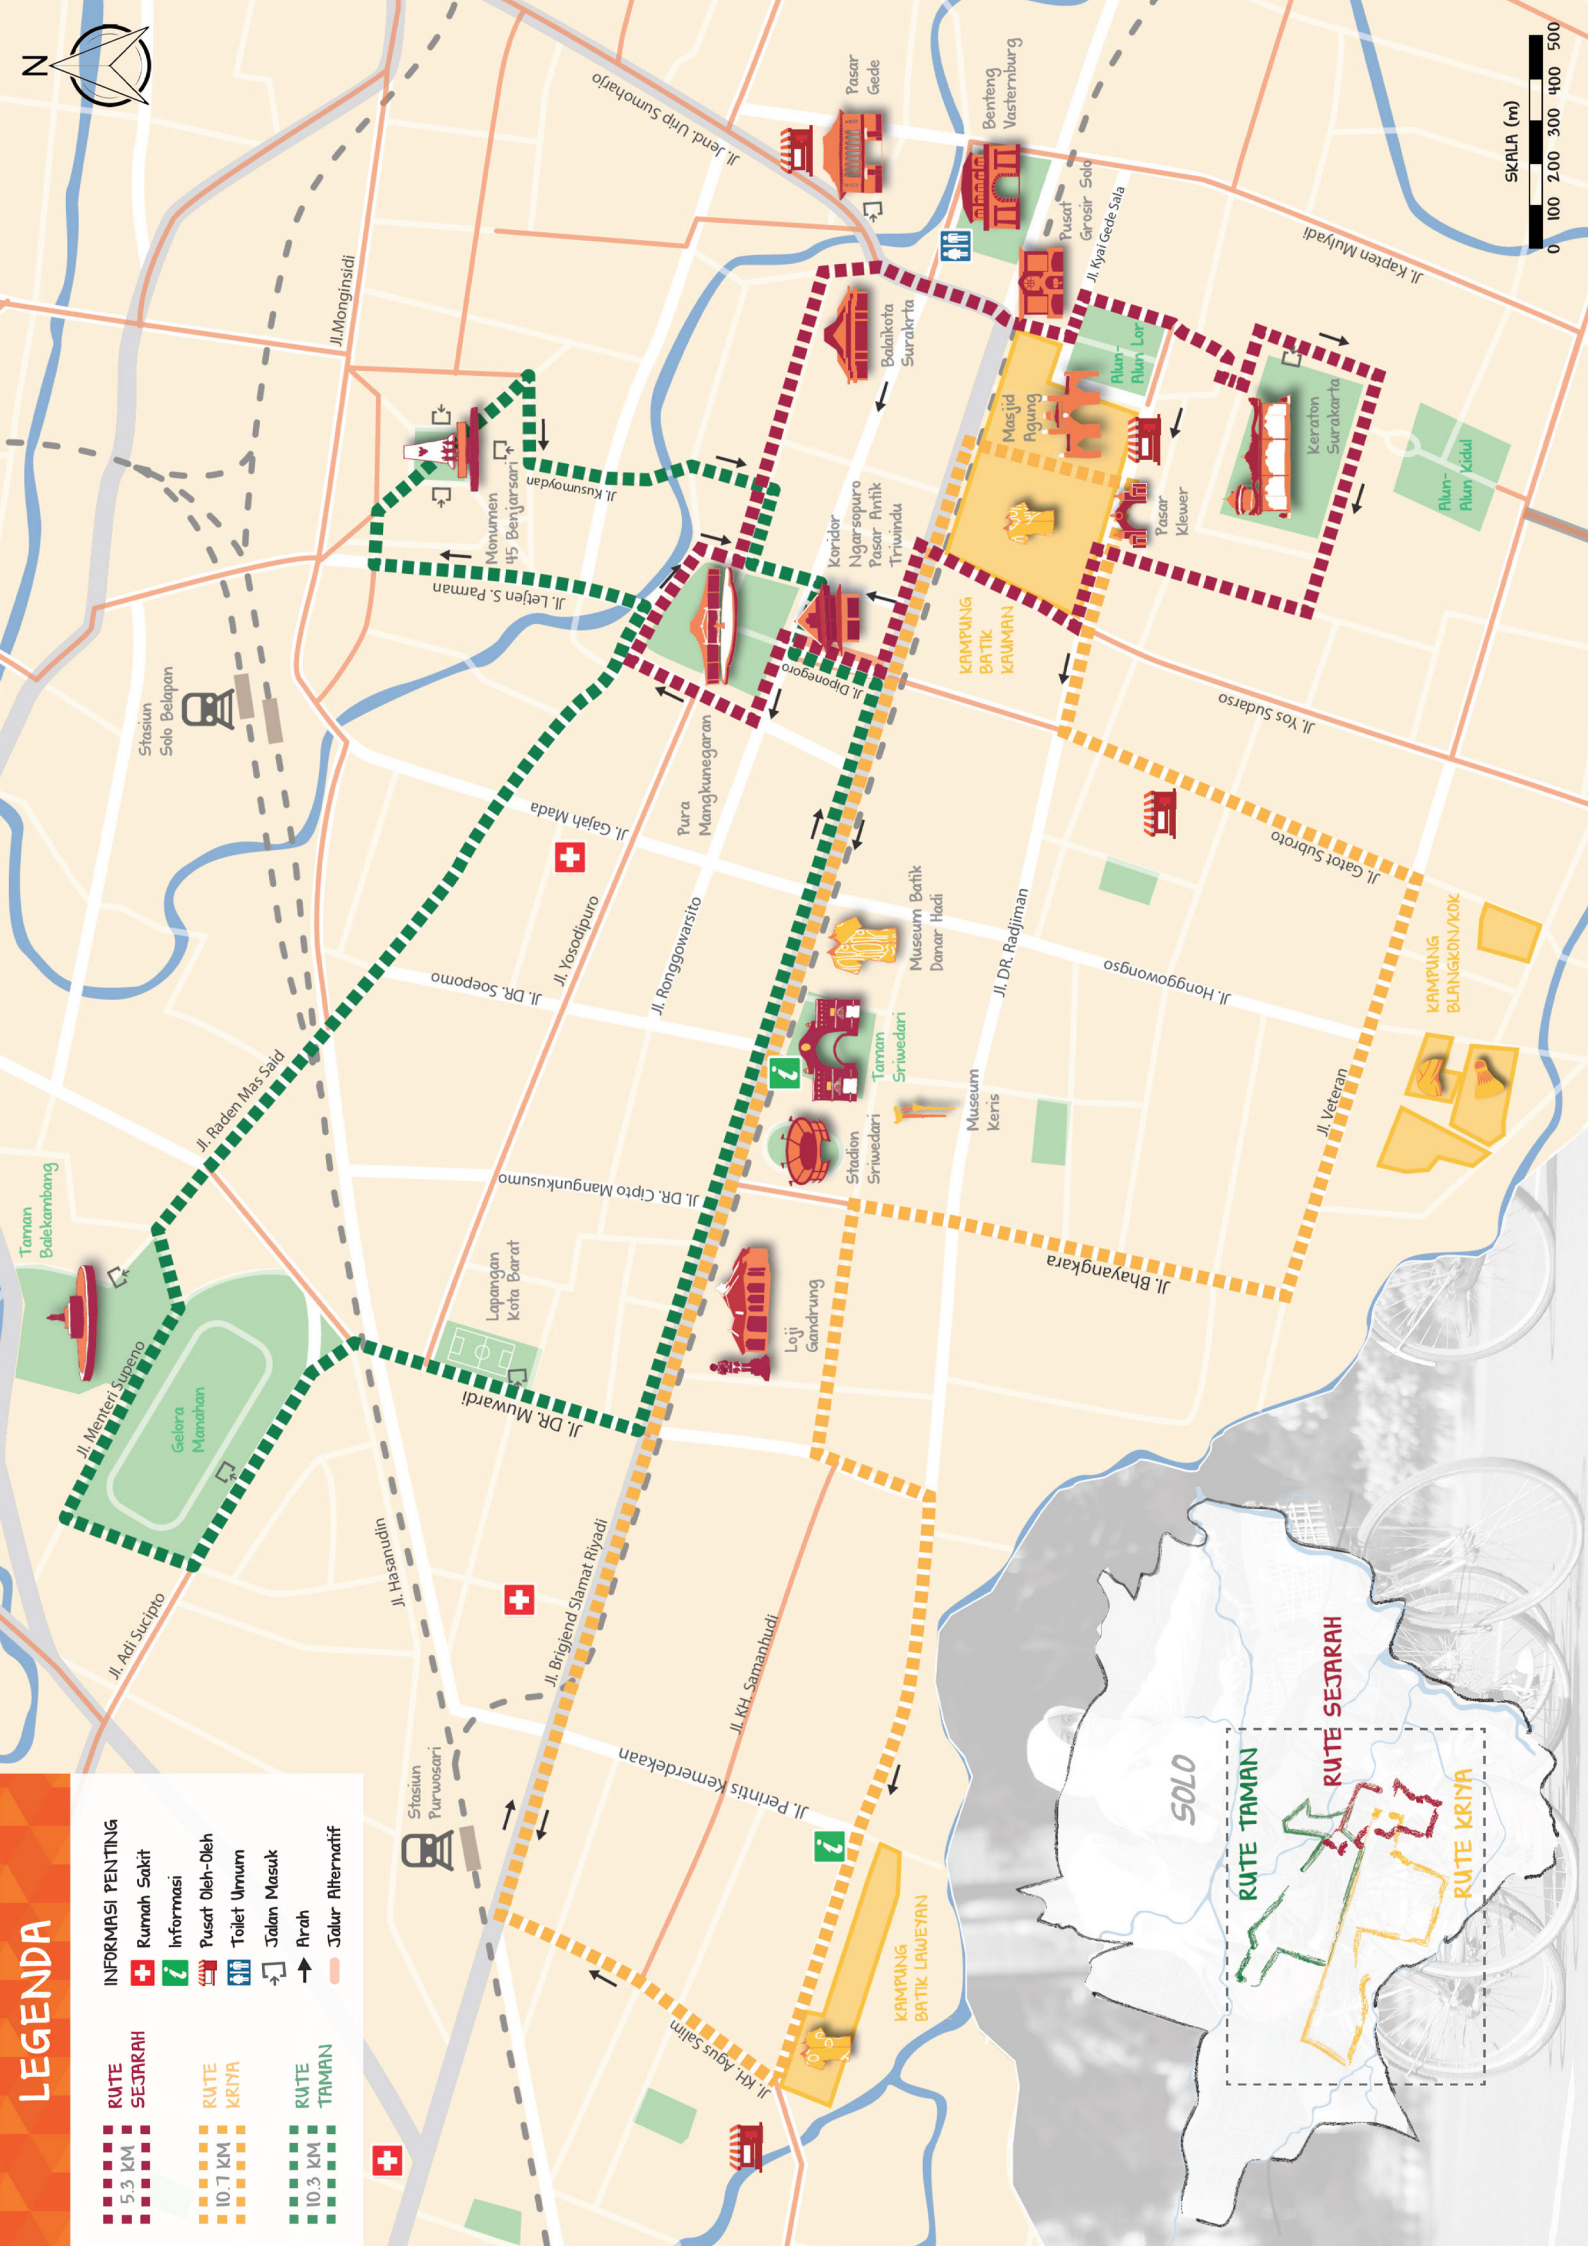 LEGENDA
RUTE
SEJARAH
5.3 KM
RUTE
KRIYA
10.7 KM
RUTE
TAMAN
10.3 KM
INFORMASI PENTING
Rumah Sakit
Informasi
Pusat Oleh-Oleh
Toilet Umum
Jalan Masuk
Arah
Jalur Alternatif
N
SKALA (m)
0 100 200 300 400 500
Taman
Balekambang
Jl. Menteri Supeno
Gelora
Manahan
Jl. Adi Sucipto
Jl. Raden Mas Said
Stasiun
Solo Belapan
Jl.Monginsidi
Jl. Jend. Urip Sumoharjo
Monumen
45 Benjarsari
Jl. Kusumoydan
Jl. Letjen S. Parman
Jl. Hasanudin
Jl. DR. Muwardi
Lapangan
Kota Barat
Jl. DR. Cipto Mangunkusumo
Jl. DR. Soepomo
Jl. Yosodipuro
Jl. Gajah Mada
Jl. Ronggowarsito
Pura
Mangkunegaran
Jl. Diponegoro
Koridor
Ngarsopuro
Pasar Antik
Triwindu
Balaikota
Surakrta
Pasar
Gede
Benteng
Vasternburg
Pusat
Grosir Solo
Jl. Kyai Gede Sala
Jl. Kapten Mulyadi
Stasiun
Purwosari
Jl. Brigjend Slamat Riyadi
Jl. KH. Samanhudi
Jl. Perintis Kemerdekaan
Jl. KH. Agus Salim
KAMPUNG
BATIK LAWEYAN
Loji
Gandrung
Stadion
Sriwedari
Taman
Sriwedari
Museum
Keris
Museum Batik
Danar Hadi
Jl. DR. Radjiman
KAMPUNG
BATIK
KAUMAN
Masjid
Agung
Alun-
Alun Lor
Pasar
Klewer
Keraton
Surakarta
Alun-
Alun Kidul
Jl. Yos Sudarso
Jl. Gatot Subroto
Jl. Honggowongso
Jl. Veteran
Jl. Bhayangkara
KAMPUNG
BLANGKON/KOK
SOLO
RUTE TAMAN
RUTE SEJARAH
RUTE KRIYA